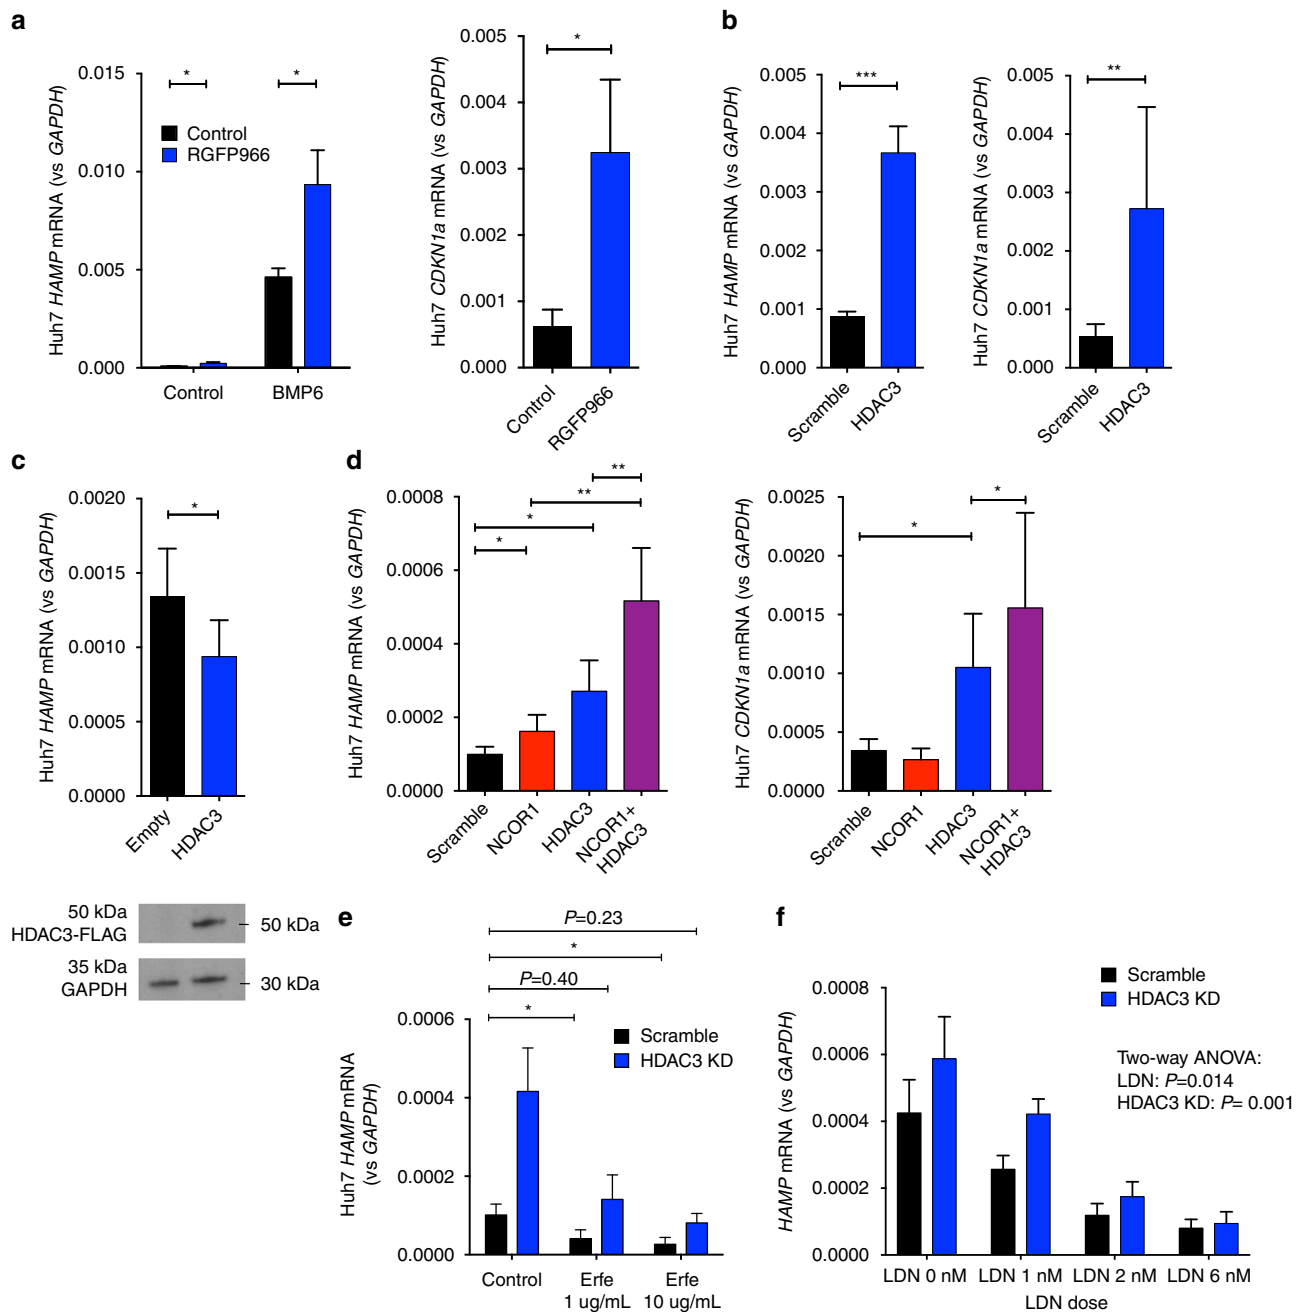 a
Huh7 HAMP mRNA (vs GAPDH)
0.015
0.010
0.005
0.000
*
*
Control
RGFP966
Control
BMP6
Huh7 CDKN1a mRNA (vs GAPDH)
0.005
0.004
0.003
0.002
0.001
0.000
*
Control
RGFP966
b
Huh7 HAMP mRNA (vs GAPDH)
0.005
0.004
0.003
0.002
0.001
0.000
***
Scramble
HDAC3
Huh7 CDKN1a mRNA (vs GAPDH)
0.005
0.004
0.003
0.002
0.001
0.000
**
Scramble
HDAC3
c
Huh7 HAMP mRNA (vs GAPDH)
0.0020
0.0015
0.0010
0.0005
0.0000
*
Empty
HDAC3
50 kDa
HDAC3-FLAG
50 kDa
35 kDa
GAPDH
30 kDa
d
Huh7 HAMP mRNA (vs GAPDH)
0.0008
0.0006
0.0004
0.0002
0.0000
**
**
*
*
Scramble
NCOR1
HDAC3
NCOR1+
HDAC3
Huh7 CDKN1a mRNA (vs GAPDH)
0.0025
0.0020
0.0015
0.0010
0.0005
0.0000
*
*
Scramble
NCOR1
HDAC3
NCOR1+
HDAC3
e
P=0.23
*
P=0.40
*
Huh7 HAMP mRNA
(vs GAPDH)
0.0006
0.0004
0.0002
0.0000
Scramble
HDAC3 KD
Control
Erfe
1 ug/mL
Erfe
10 ug/mL
f
HAMP mRNA (vs GAPDH)
0.0008
0.0006
0.0004
0.0002
0.0000
Scramble
HDAC3 KD
Two-way ANOVA:
LDN: P=0.014
HDAC3 KD: P= 0.001
LDN 0 nM
LDN 1 nM
LDN 2 nM
LDN 6 nM
LDN dose